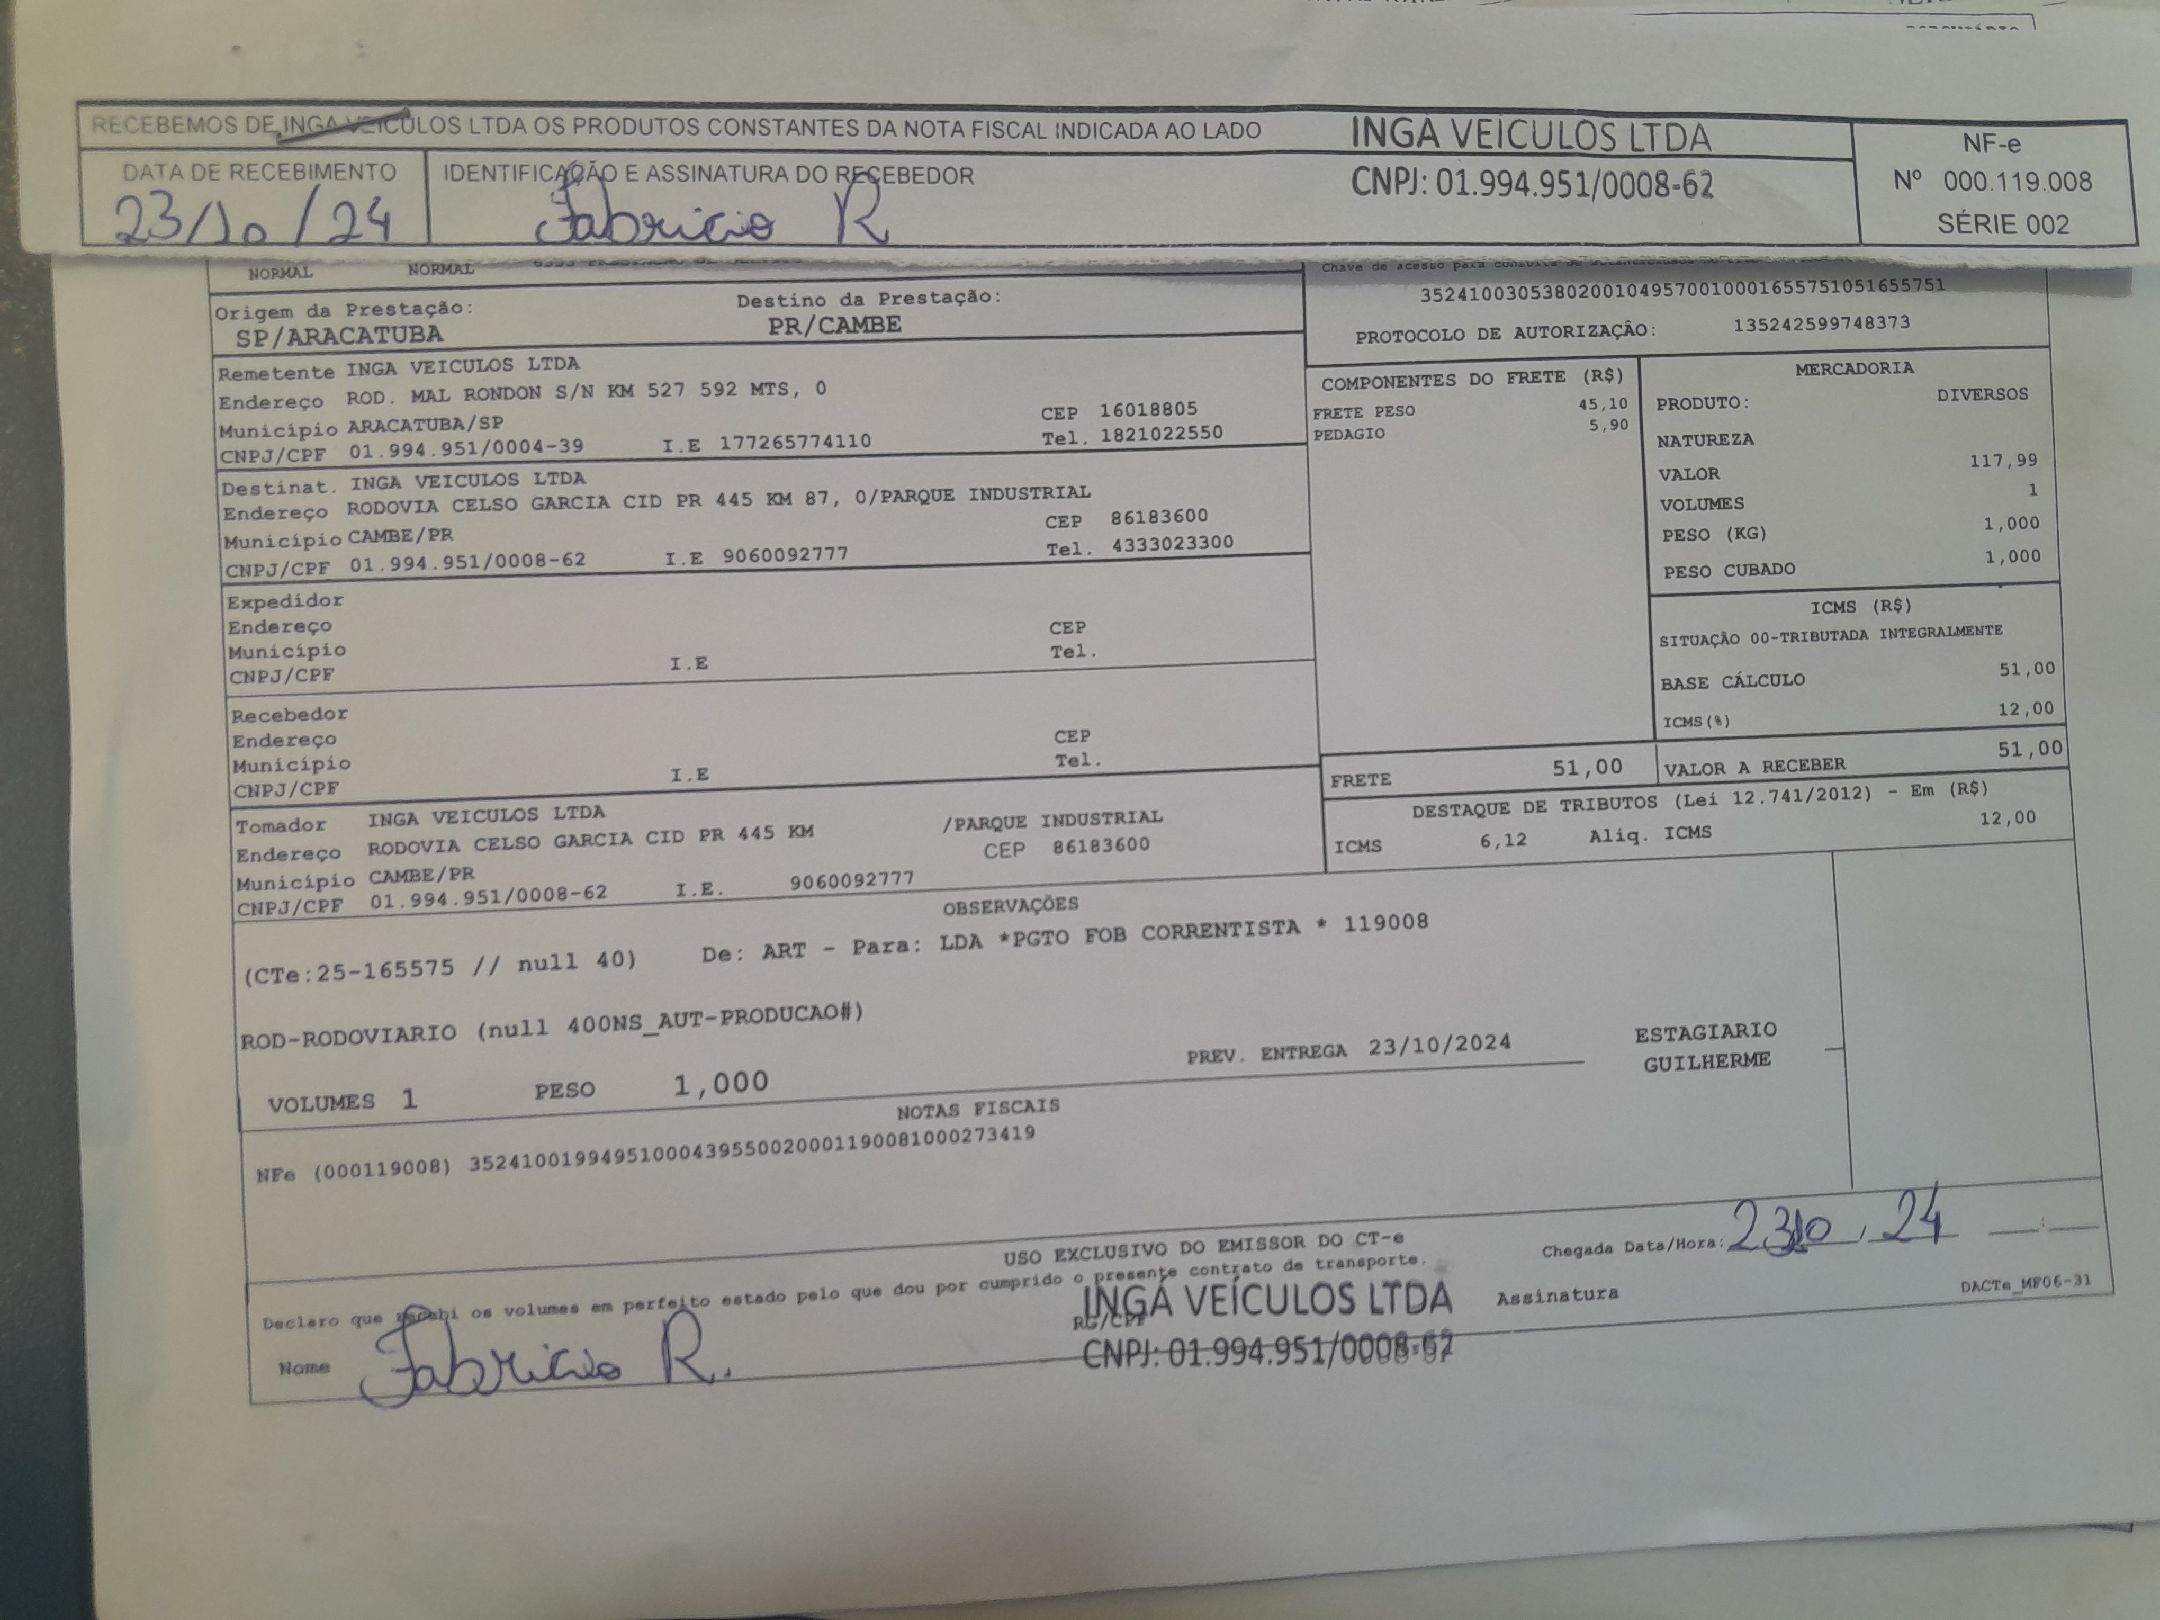 RECEBEMOS DE INGA VEICULOS LTDA OS PRODUTOS CONSTANTES DA NOTA FISCAL INDICADA AO LADO
INGA VEICULOS LTDA
CNPJ: 01.994.951/0008-62
NF-e
Nº 000.119.008
SÉRIE 002
DATA DE RECEBIMENTO
23/10/24
IDENTIFICAÇÃO E ASSINATURA DO RECEBEDOR
Fabricio R
NORMAL NORMAL
Chave de acesso para consulta de
35241003053802001049570010001655751051655751
PROTOCOLO DE AUTORIZAÇÃO: 135242599748373
Origem da Prestação: Destino da Prestação:
SP/ARACATUBA PR/CAMBE
Remetente INGA VEICULOS LTDA
Endereço ROD. MAL RONDON S/N KM 527 592 MTS, 0
Município ARACATUBA/SP CEP 16018805
CNPJ/CPF 01.994.951/0004-39 I.E 177265774110 Tel. 1821022550
Destinat. INGA VEICULOS LTDA
Endereço RODOVIA CELSO GARCIA CID PR 445 KM 87, 0/PARQUE INDUSTRIAL
Município CAMBE/PR CEP 86183600
CNPJ/CPF 01.994.951/0008-62 I.E 9060092777 Tel. 4333023300
Expedidor
Endereço
Município CEP
CNPJ/CPF I.E Tel.
Recebedor
Endereço
Município CEP
CNPJ/CPF I.E Tel.
Tomador INGA VEICULOS LTDA
Endereço RODOVIA CELSO GARCIA CID PR 445 KM /PARQUE INDUSTRIAL
Município CAMBE/PR CEP 86183600
CNPJ/CPF 01.994.951/0008-62 I.E. 9060092777
COMPONENTES DO FRETE (R$)
FRETE PESO 45,10
PEDAGIO 5,90
MERCADORIA
PRODUTO: DIVERSOS
NATUREZA
VALOR 117,99
VOLUMES 1
PESO (KG) 1,000
PESO CUBADO 1,000
ICMS (R$)
SITUAÇÃO 00-TRIBUTADA INTEGRALMENTE
BASE CÁLCULO 51,00
ICMS(%) 12,00
FRETE 51,00 VALOR A RECEBER 51,00
DESTAQUE DE TRIBUTOS (Lei 12.741/2012) - Em (R$)
ICMS 6,12 Aliq. ICMS 12,00
OBSERVAÇÕES
(CTe:25-165575 // null 40) De: ART - Para: LDA *PGTO FOB CORRENTISTA * 119008
ROD-RODOVIARIO (null 400NS_AUT-PRODUCAO#)
PREV. ENTREGA 23/10/2024
ESTAGIARIO
GUILHERME
VOLUMES 1 PESO 1,000
NOTAS FISCAIS
NFe (000119008) 35241001994951000439550020001190081000273419
USO EXCLUSIVO DO EMISSOR DO CT-e
Declaro que recebi os volumes em perfeito estado pelo que dou por cumprido o presente contrato de transporte.
Chegada Data/Hora: 23/10/24 __:__
Nome Fabricio R.
RG/CPF
INGÁ VEÍCULOS LTDA
CNPJ: 01.994.951/0008-62
Assinatura
DACTe_MF06-31